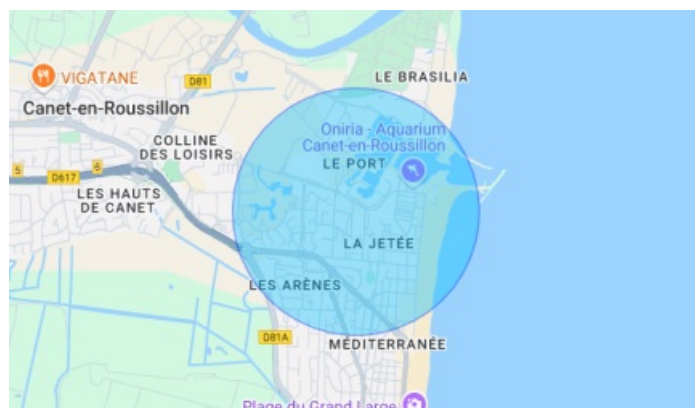 LE BRASILIA
VIGATANE
D81
Canet-en-Roussillon
Oniria - Aquarium
Canet-en-Roussillon
COLLINE
DES LOISIRS
LE PORT
5
6
D617
LES HAUTS
DE CANET
LA JETÉE
LES ARÈNES
D81A
MÉDITERRANÉE
Plage du Grand Large